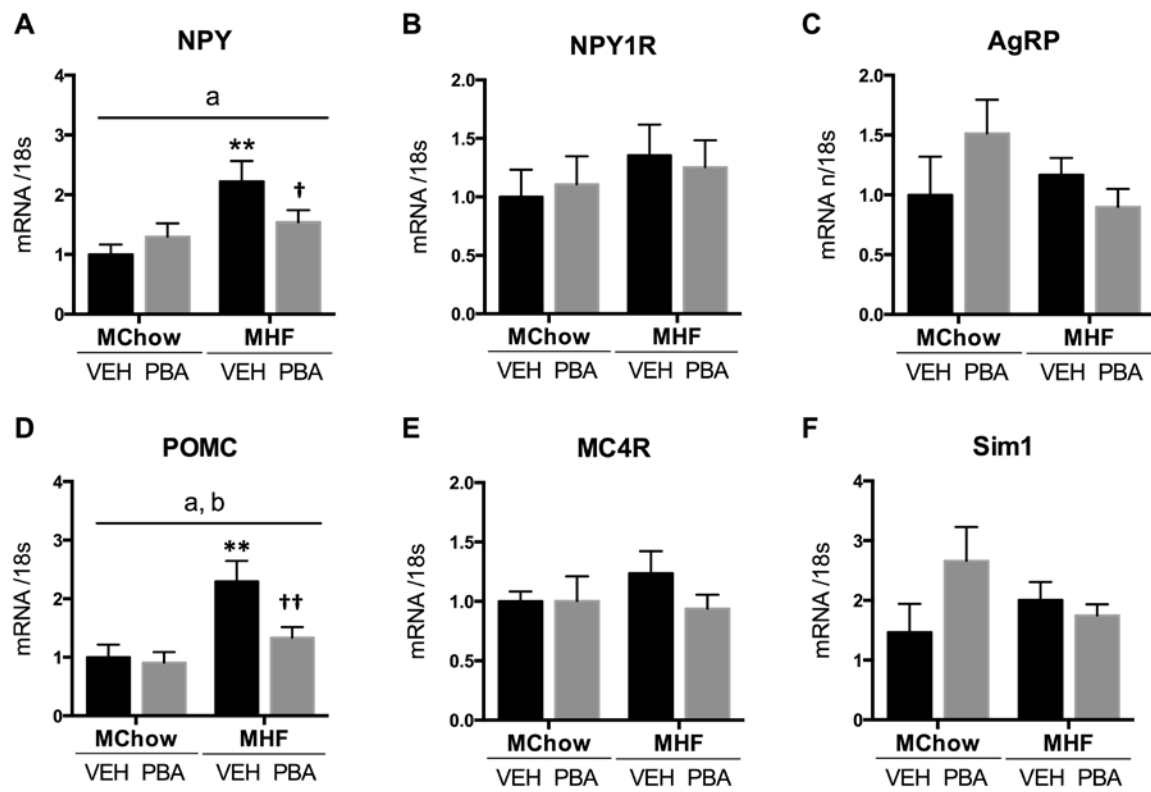 A
NPY
mRNA /18s
4
3
2
1
0
a
**
†
MChow
MHF
VEH PBA
VEH PBA
B
NPY1R
mRNA /18s
2.0
1.5
1.0
0.5
0.0
MChow
MHF
VEH PBA
VEH PBA
C
AgRP
mRNA n/18s
2.0
1.5
1.0
0.5
0.0
MChow
MHF
VEH PBA
VEH PBA
D
POMC
mRNA /18s
4
3
2
1
0
a, b
**
††
MChow
MHF
VEH PBA
VEH PBA
E
MC4R
mRNA /18s
2.0
1.5
1.0
0.5
0.0
MChow
MHF
VEH PBA
VEH PBA
F
Sim1
mRNA /18s
4
3
2
1
0
MChow
MHF
VEH PBA
VEH PBA